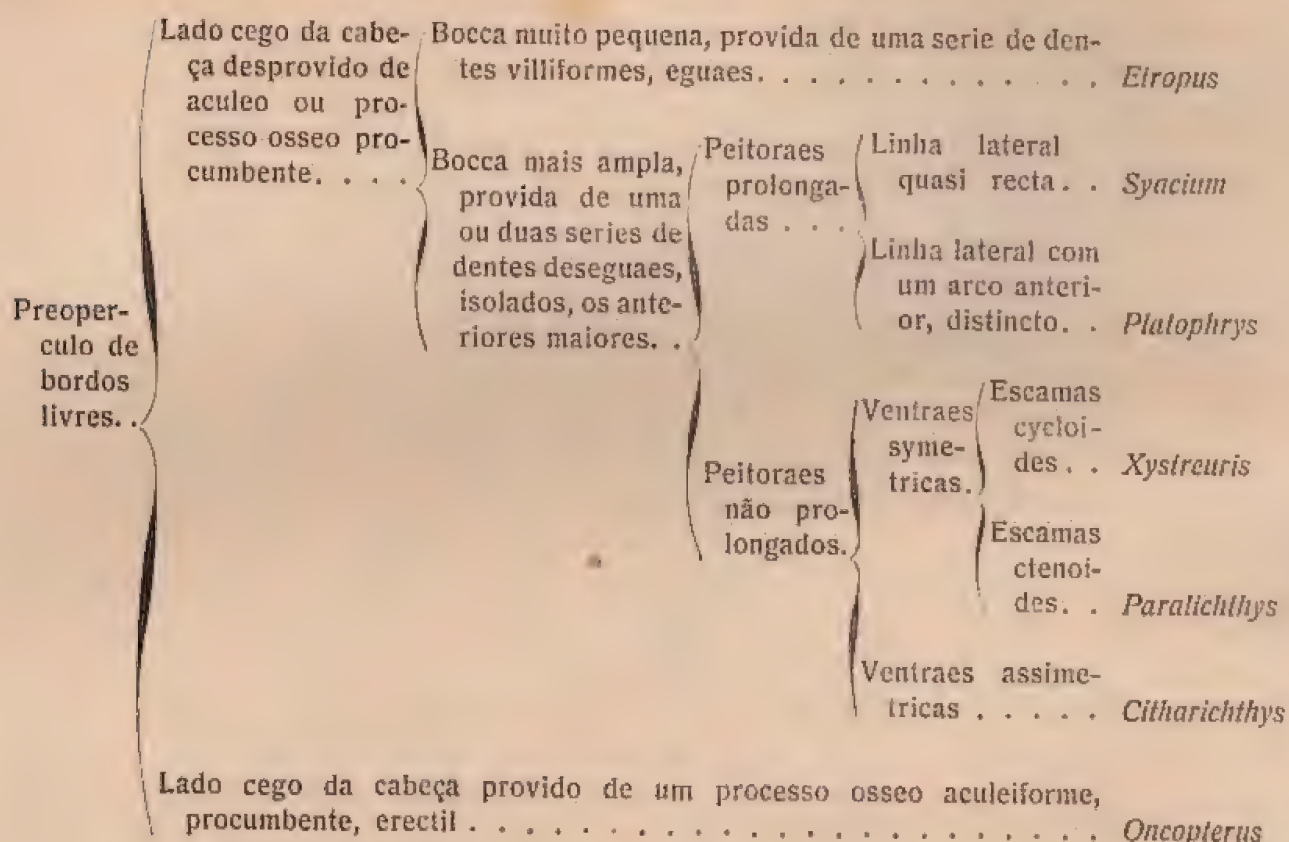 Preoper-
culo de
bordos
livres. .
Lado cego da cabe-
ça desprovido de
aculeo ou pro-
cesso osseo pro-
cumbente. . . .
Bocca muito pequena, provida de uma serie de den-
tes villiformes, eguaes. . . . . . . . . . . . . Etropus
Bocca mais ampla,
provida de uma
ou duas series de
dentes deseguaes,
isolados, os ante-
riores maiores. .
Peitoraes
prolonga-
das . . .
Linha lateral
quasi recta. . Syacium
Linha lateral com
um arco anteri-
or, distincto. . Platophrys
Peitoraes
não pro-
longados.
Ventraes
syme-
tricas.
Escamas
cycloi-
des. . Xystreuris
Escamas
ctenoi-
des. . Paralichthys
Ventraes assime-
tricas . . . . . Citharichthys
Lado cego da cabeça provido de um processo osseo aculeiforme,
procumbente, erectil . . . . . . . . . . . . . . . . . . . . . Oncopterus